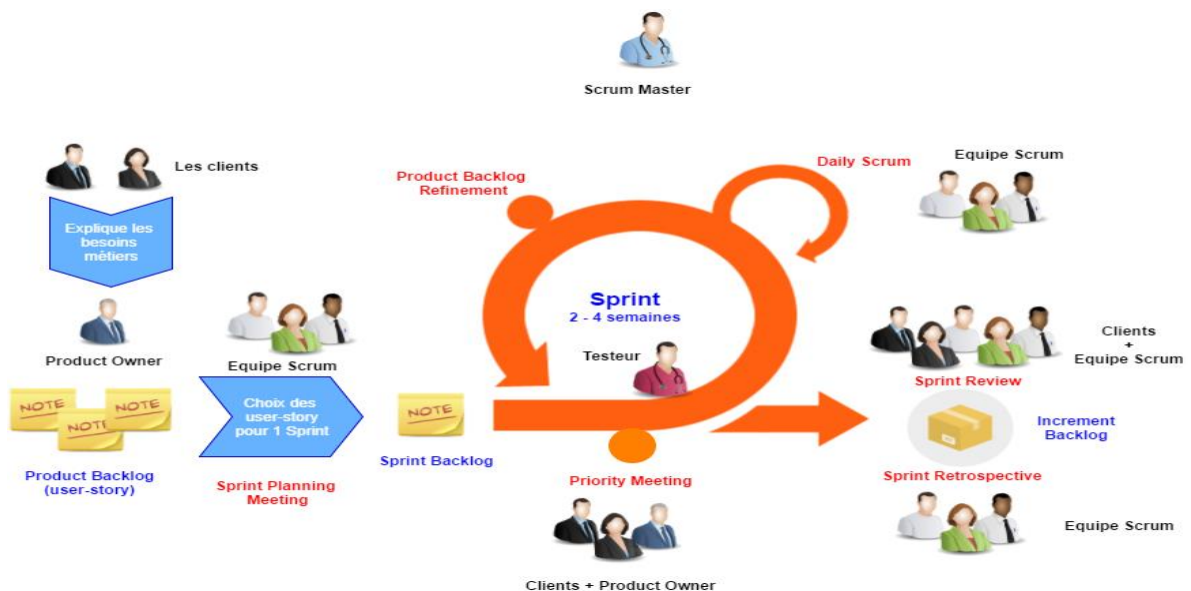 Scrum Master
Les clients
Explique les
besoins
métiers
Product Owner
NOTE
NOTE
NOTE
Product Backlog
(user-story)
Equipe Scrum
Choix des
user-story
pour 1 Sprint
Sprint Planning
Meeting
NOTE
Sprint Backlog
Product Backlog
Refinement
Daily Scrum
Equipe Scrum
Sprint
2 - 4 semaines
Testeur
Priority Meeting
Clients + Product Owner
Clients
+
Equipe Scrum
Sprint Review
Increment
Backlog
Sprint Retrospective
Equipe Scrum